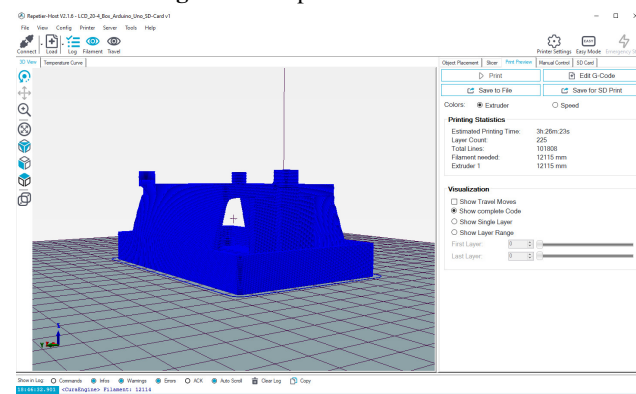 Repetier-Host V2.1.6 - LCD_20-4_Box_Arduino_Uno_SD-Card v1
File View Config Printer Server Tools Help
Connect Load Log Filament Travel Printer Settings Easy Mode Emergency
3D View Temperature Curve Object Placement Slicer Print Preview Manual Control SD Card
Print Edit G-Code
Save to File Save for SD Print
Colors: Extruder Speed
Printing Statistics
Estimated Printing Time: 3h:26m:23s
Layer Count: 225
Total Lines: 101808
Filament needed: 12115 mm
Extruder 1 12115 mm
Visualization
Show Travel Moves
Show complete Code
Show Single Layer
Show Layer Range
First Layer: 0
Last Layer: 0
Show in Log: Commands Infos Warnings Errors ACK Auto Scroll Clear Log Copy
<CuraEngine> Filament: 12114